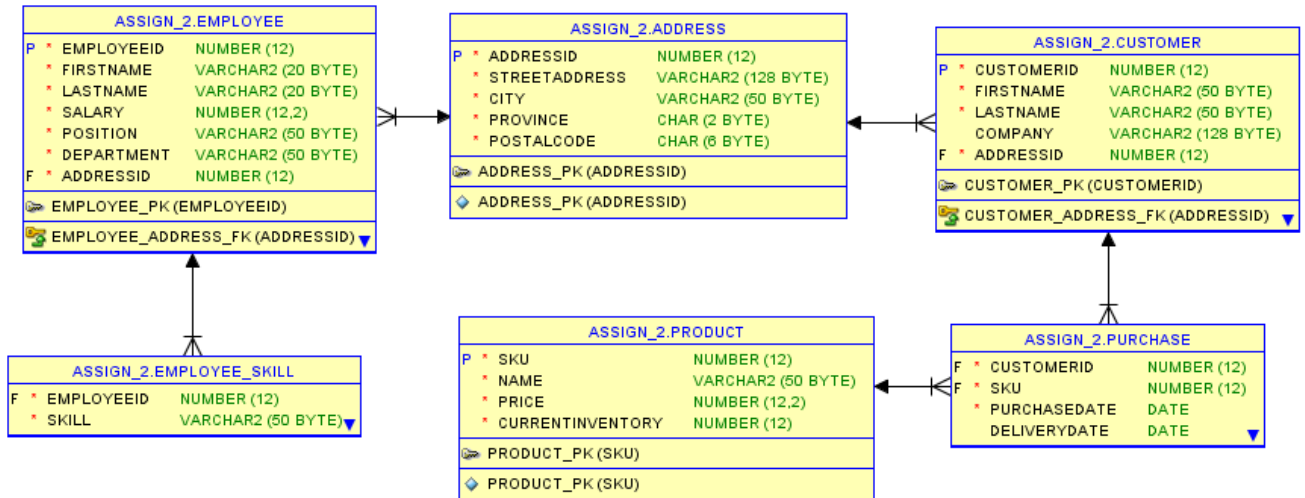 ASSIGN_2.EMPLOYEE
P * EMPLOYEEID NUMBER (12)
* FIRSTNAME VARCHAR2 (20 BYTE)
* LASTNAME VARCHAR2 (20 BYTE)
* SALARY NUMBER (12,2)
* POSITION VARCHAR2 (50 BYTE)
* DEPARTMENT VARCHAR2 (50 BYTE)
F * ADDRESSID NUMBER (12)
EMPLOYEE_PK (EMPLOYEEID)
EMPLOYEE_ADDRESS_FK (ADDRESSID)
ASSIGN_2.ADDRESS
P * ADDRESSID NUMBER (12)
* STREETADDRESS VARCHAR2 (128 BYTE)
* CITY VARCHAR2 (50 BYTE)
* PROVINCE CHAR (2 BYTE)
* POSTALCODE CHAR (6 BYTE)
ADDRESS_PK (ADDRESSID)
ADDRESS_PK (ADDRESSID)
ASSIGN_2.CUSTOMER
P * CUSTOMERID NUMBER (12)
* FIRSTNAME VARCHAR2 (50 BYTE)
* LASTNAME VARCHAR2 (50 BYTE)
COMPANY VARCHAR2 (128 BYTE)
F * ADDRESSID NUMBER (12)
CUSTOMER_PK (CUSTOMERID)
CUSTOMER_ADDRESS_FK (ADDRESSID)
ASSIGN_2.EMPLOYEE_SKILL
F * EMPLOYEEID NUMBER (12)
* SKILL VARCHAR2 (50 BYTE)
ASSIGN_2.PRODUCT
P * SKU NUMBER (12)
* NAME VARCHAR2 (50 BYTE)
* PRICE NUMBER (12,2)
* CURRENTINVENTORY NUMBER (12)
PRODUCT_PK (SKU)
PRODUCT_PK (SKU)
ASSIGN_2.PURCHASE
F * CUSTOMERID NUMBER (12)
F * SKU NUMBER (12)
* PURCHASEDATE DATE
DELIVERYDATE DATE